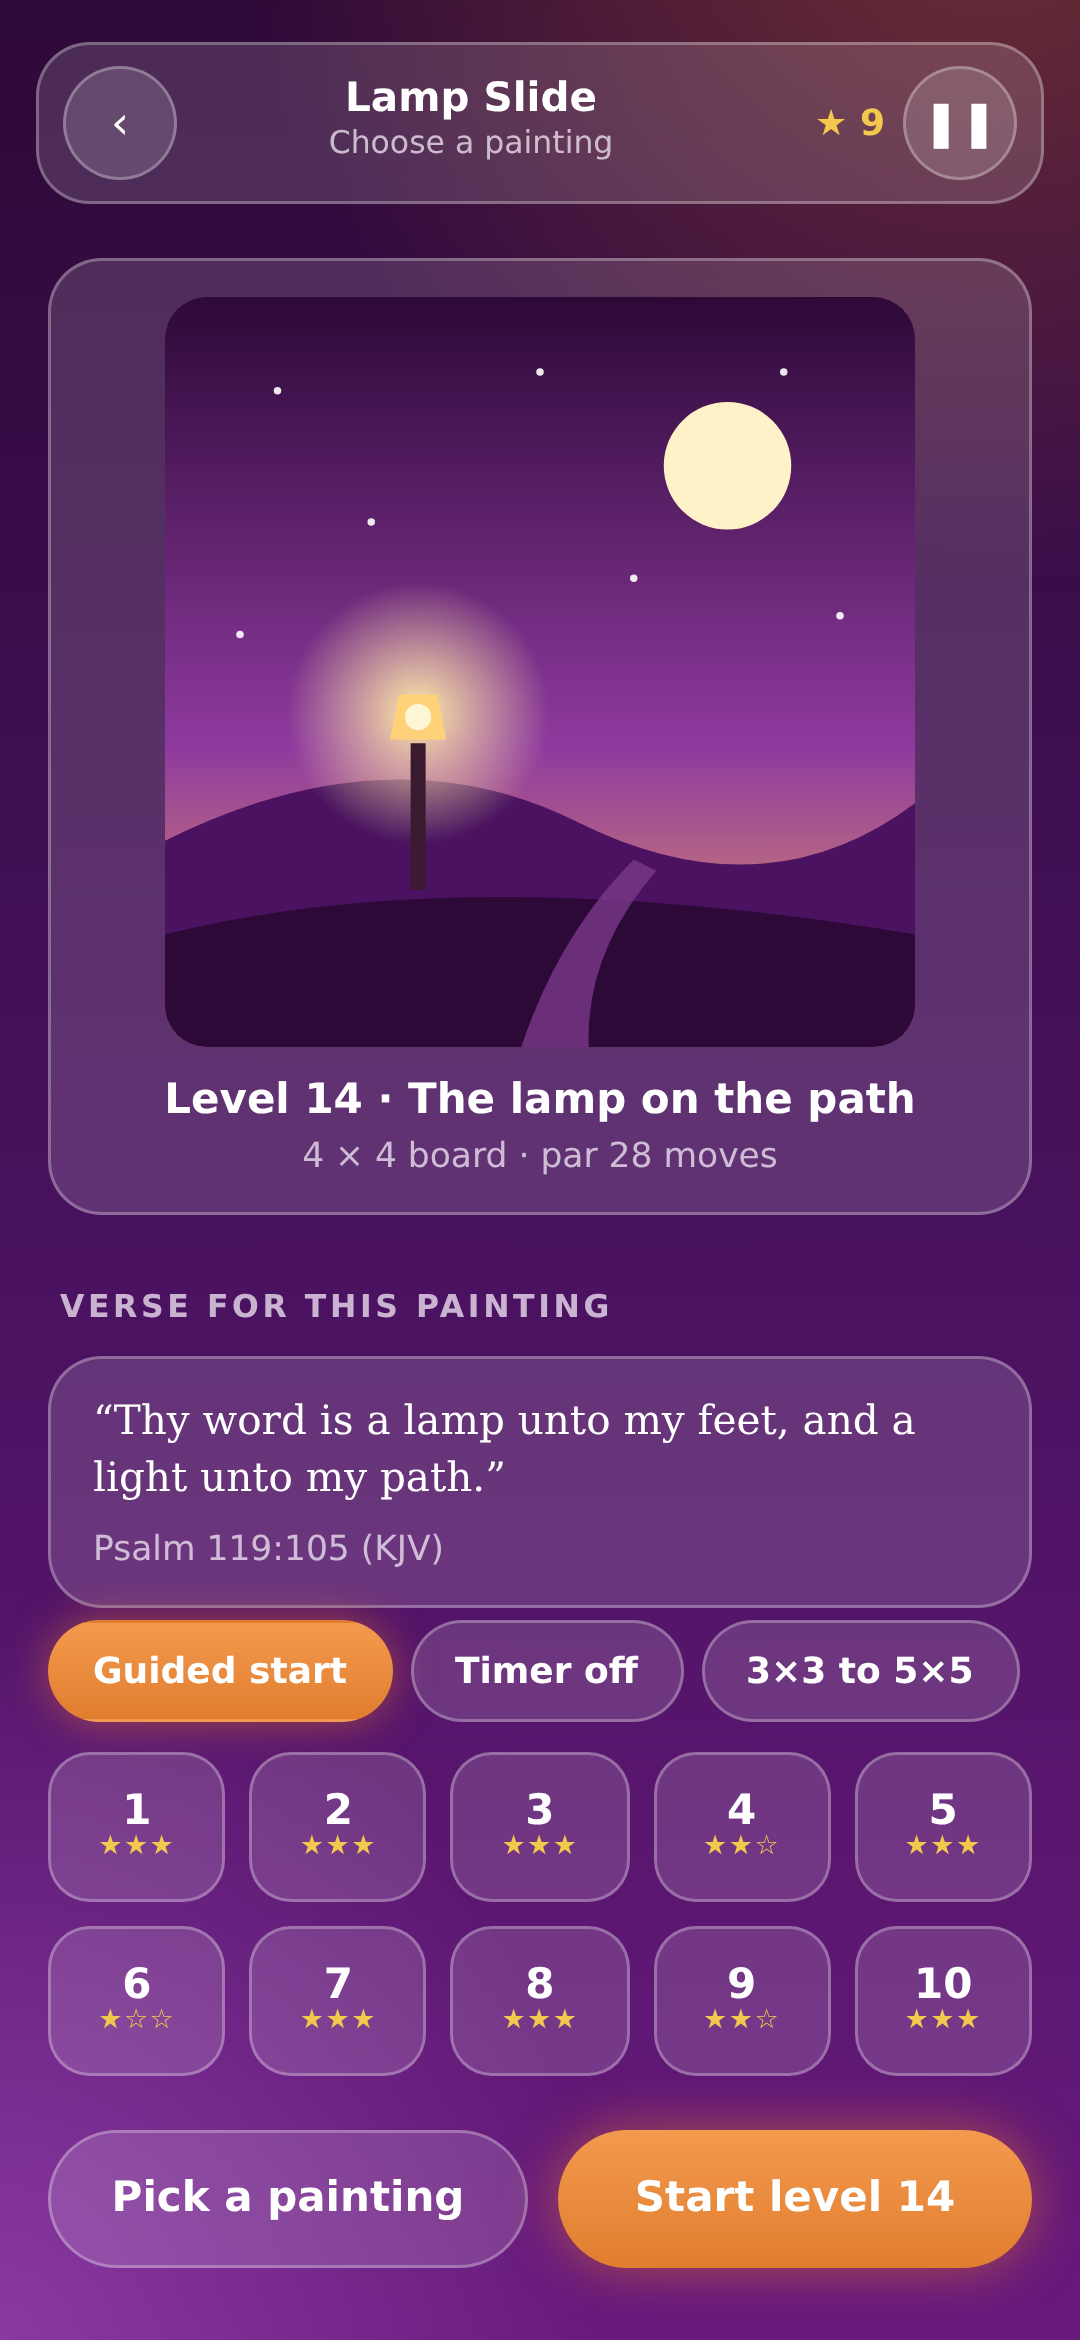 ‹
Lamp Slide
Choose a painting
★ 9
❚❚
Level 14 · The lamp on the path
4 × 4 board · par 28 moves
VERSE FOR THIS PAINTING
“Thy word is a lamp unto my feet, and a
light unto my path.”
Psalm 119:105 (KJV)
Guided start
Timer off
3×3 to 5×5
1 2 3 4 5
★★★ ★★★ ★★★ ★★☆ ★★★
6 7 8 9 10
★☆☆ ★★★ ★★★ ★★☆ ★★★
Pick a painting
Start level 14